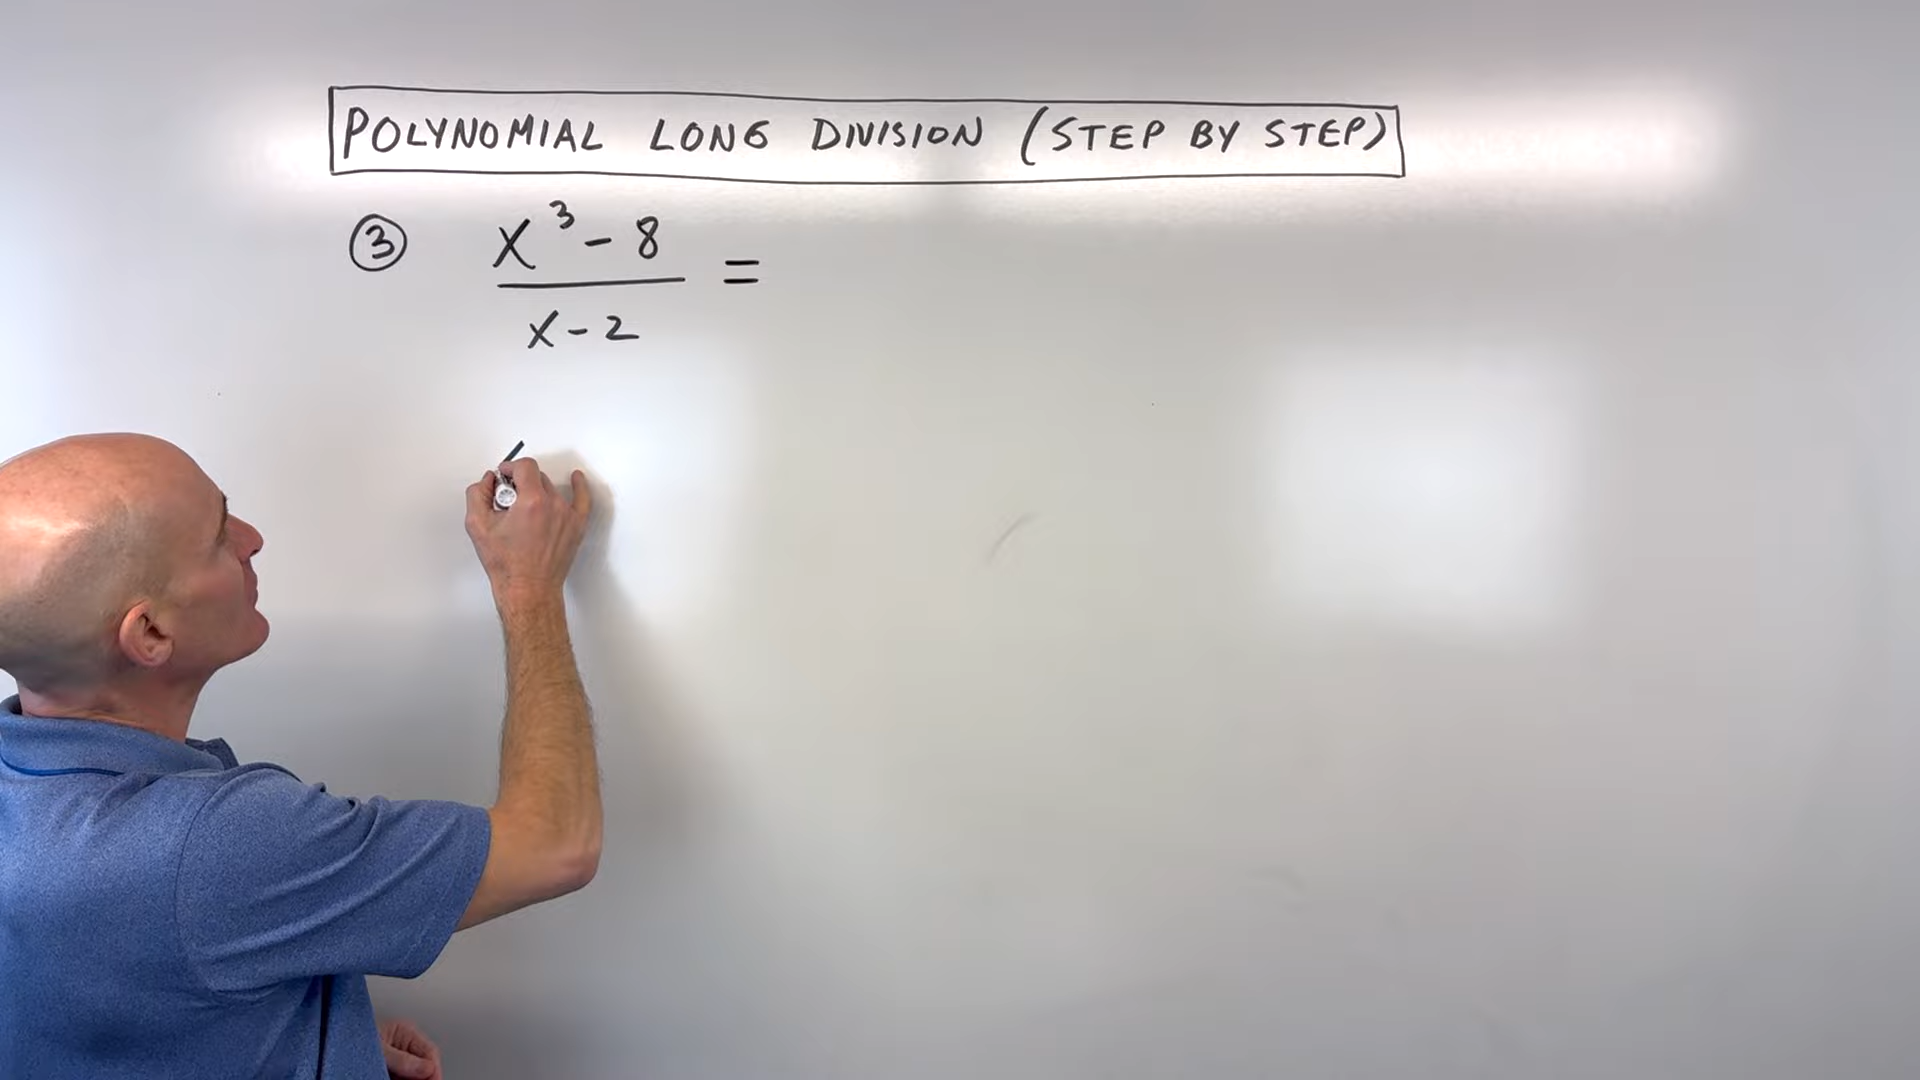 POLYNOMIAL LONG DIVISION (STEP BY STEP)
③ x³ - 8
=
x - 2